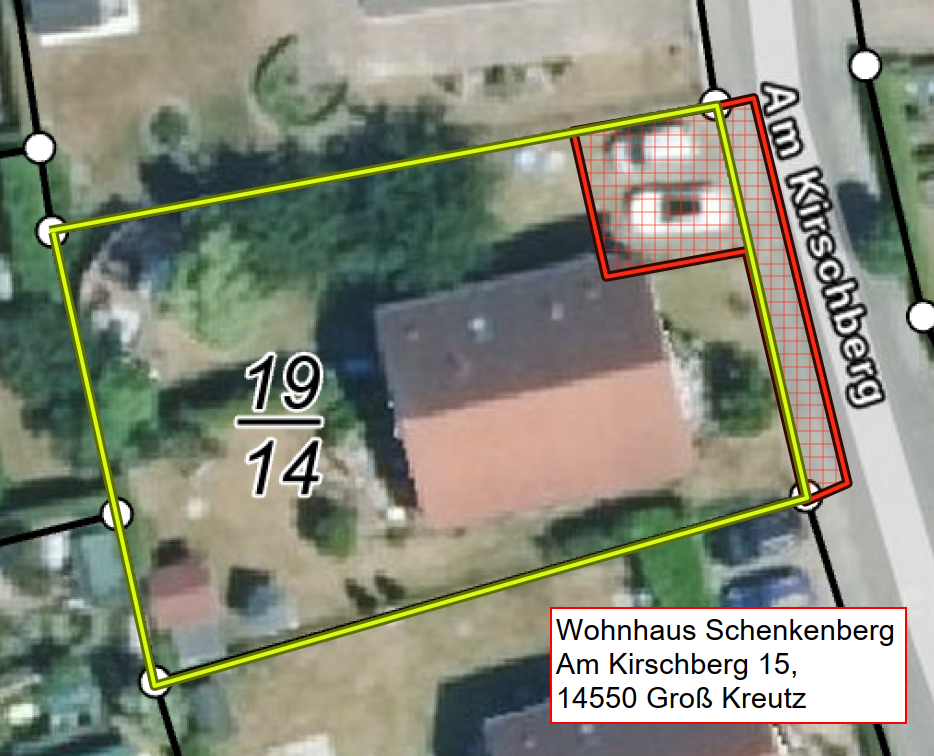 Am Kirschberg
19
14
Wohnhaus Schenkenberg
Am Kirschberg 15,
14550 Groß Kreutz